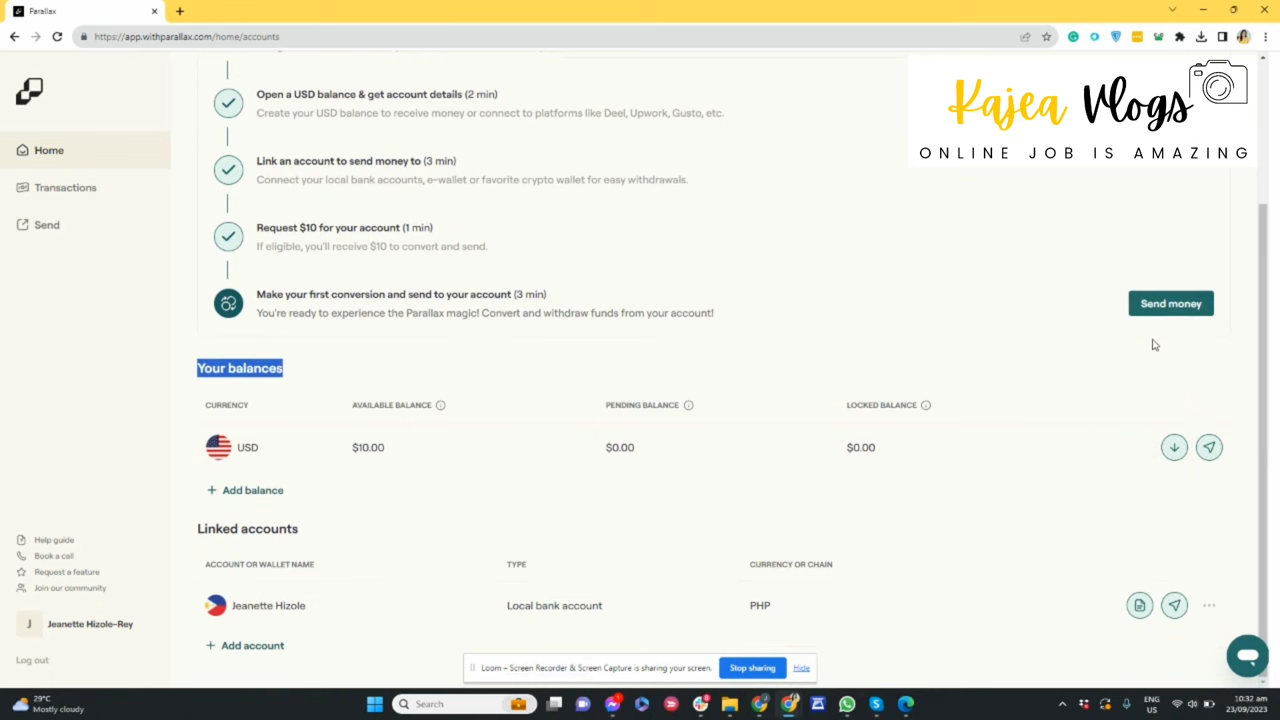 Parallax
https://app.withparallax.com/home/accounts
Kajea Vlogs
ONLINE JOB IS AMAZING
Home
Transactions
Send
Open a USD balance & get account details (2 min)
Create your USD balance to receive money or connect to platforms like Deel, Upwork, Gusto, etc.
Link an account to send money to (3 min)
Connect your local bank accounts, e-wallet or favorite crypto wallet for easy withdrawals.
Request $10 for your account (1 min)
If eligible, you'll receive $10 to convert and send.
Make your first conversion and send to your account (3 min)
You're ready to experience the Parallax magic! Convert and withdraw funds from your account!
Send money
Your balances
CURRENCY AVAILABLE BALANCE PENDING BALANCE LOCKED BALANCE
USD $10.00 $0.00 $0.00
+ Add balance
Linked accounts
ACCOUNT OR WALLET NAME TYPE CURRENCY OR CHAIN
Jeanette Hizole Local bank account PHP
+ Add account
Help guide
Book a call
Request a feature
Join our community
J Jeanette Hizole-Rey
Log out
Loom – Screen Recorder & Screen Capture is sharing your screen. Stop sharing Hide
29°C
Mostly cloudy
Search
ENG
US
10:32 am
23/09/2023